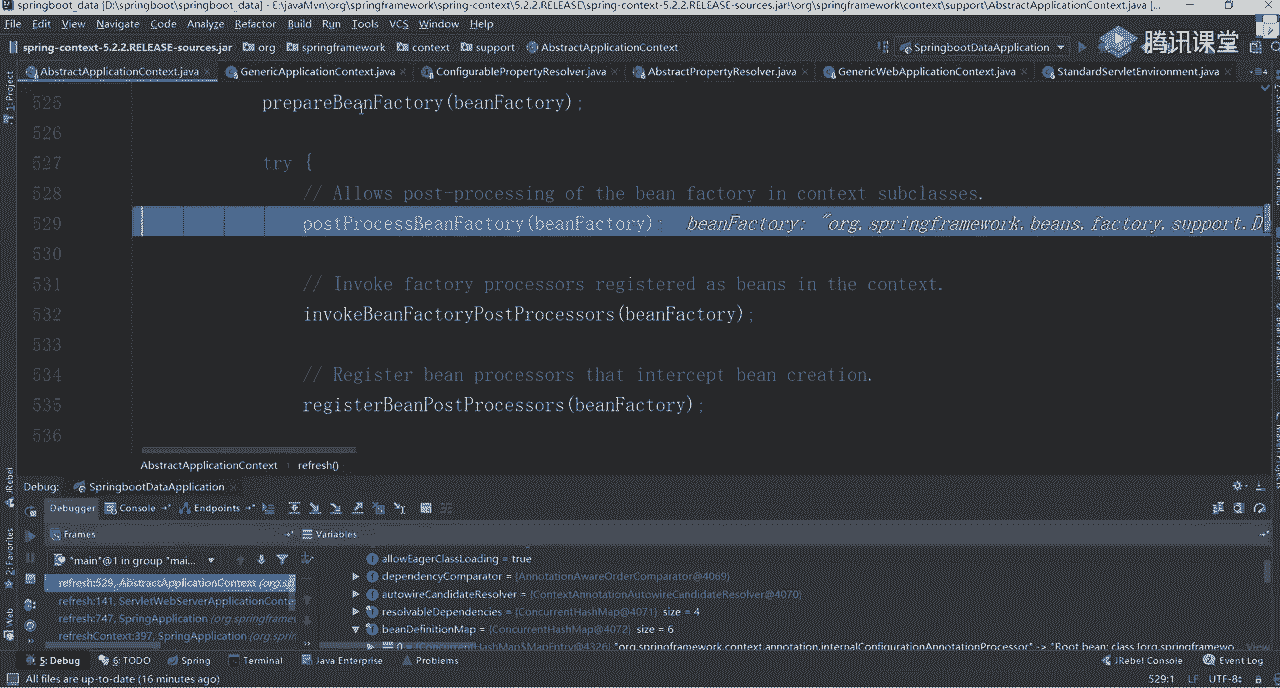 springboot_data [D:\springboot\springboot_data] - E:\javaMvn\org\springframework\spring-context\5.2.2.RELEASE\spring-context-5.2.2.RELEASE-sources.jar!\org\springframework\context\support\AbstractApplicationContext.java [...
File Edit View Navigate Code Analyze Refactor Build Run Tools VCS Window Help
spring-context-5.2.2.RELEASE-sources.jar org springframework context support AbstractApplicationContext SpringbootDataApplication
腾讯课堂
AbstractApplicationContext.java GenericApplicationContext.java ConfigurablePropertyResolver.java AbstractPropertyResolver.java GenericWebApplicationContext.java StandardServletEnvironment.java
1: Project
525 prepareBeanFactory(beanFactory);
526
527 try {
528 // Allows post-processing of the bean factory in context subclasses.
529 postProcessBeanFactory(beanFactory); beanFactory: "org.springframework.beans.factory.support.D
530
531 // Invoke factory processors registered as beans in the context.
532 invokeBeanFactoryPostProcessors(beanFactory);
533
534 // Register bean processors that intercept bean creation.
535 registerBeanPostProcessors(beanFactory);
536
AbstractApplicationContext refresh()
JRebel
2: Favorites
Web
Debug: SpringbootDataApplication
Debugger Console Endpoints
Frames Variables
"main"@1 in group "mai...
refresh:529, AbstractApplicationContext (org.sp
refresh:141, ServletWebServerApplicationConte
refresh:747, SpringApplication (org.springframe
refreshContext:397, SpringApplication (org.sprin
allowEagerClassLoading = true
dependencyComparator = {AnnotationAwareOrderComparator@4069}
autowireCandidateResolver = {ContextAnnotationAutowireCandidateResolver@4070}
resolvableDependencies = {ConcurrentHashMap@4071} size = 4
beanDefinitionMap = {ConcurrentHashMap@4072} size = 6
0 = {ConcurrentHashMap$MapEntry@4326} "org.springframework.context.annotation.internalConfigurationAnnotationProcessor" -> "Root bean: class [org.springframewo... View
5: Debug 6: TODO Spring Terminal Java Enterprise Problems JRebel Console Event Log
All files are up-to-date (16 minutes ago) 529:1 LF UTF-8